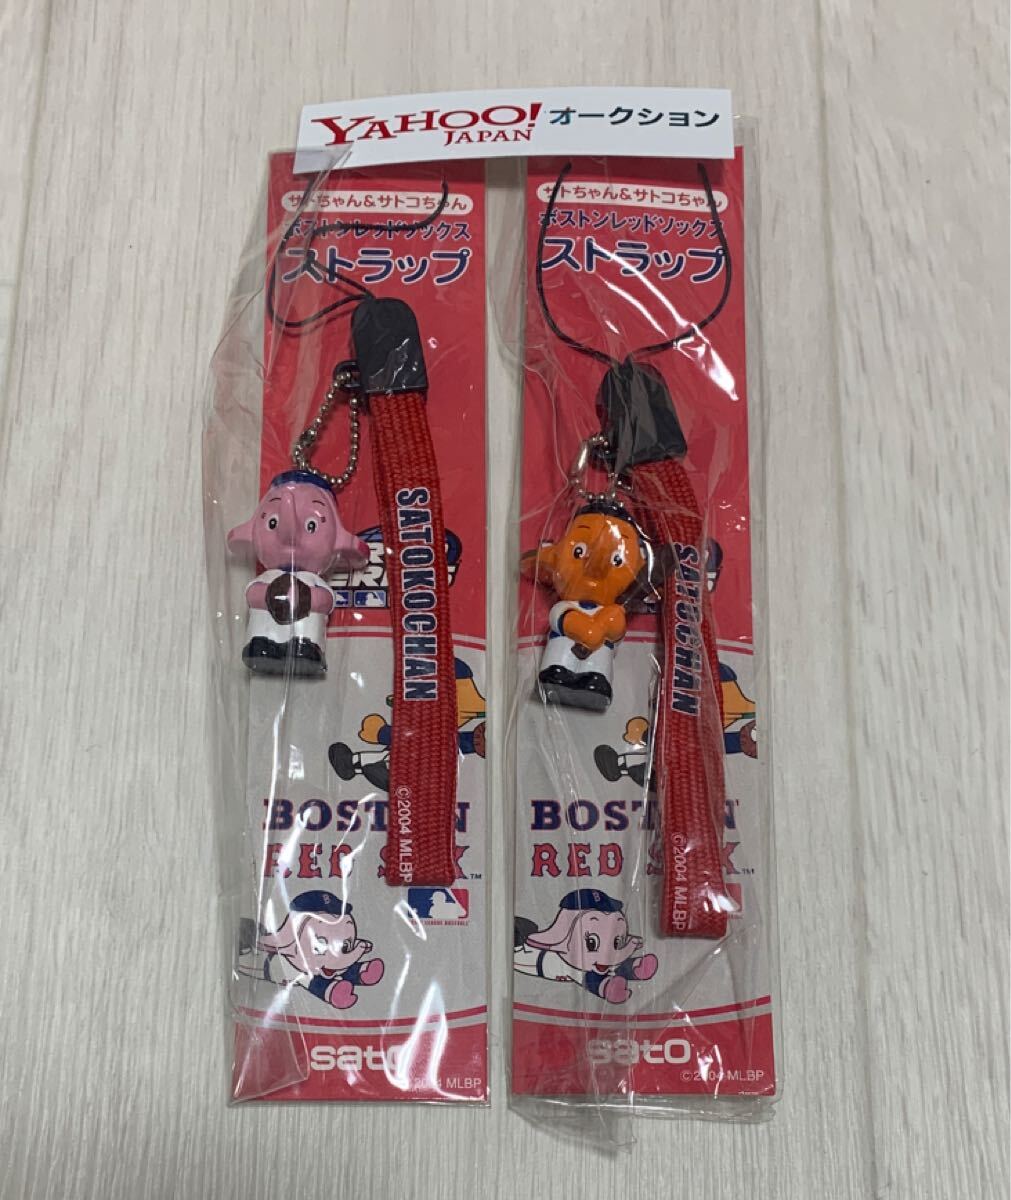 YAHOO! JAPAN オークション
サトちゃん&サトコちゃん
ボストンレッドソックス
ストラップ
SATOKOCHAN
©2004 MLBP
BOSTON
RED SOX™
sato
©2004 MLBP
サトちゃん&サトコちゃん
ボストンレッドソックス
ストラップ
SATOCHAN
©2004 MLBP
BOSTON
RED SOX
sato
©2004 MLBP